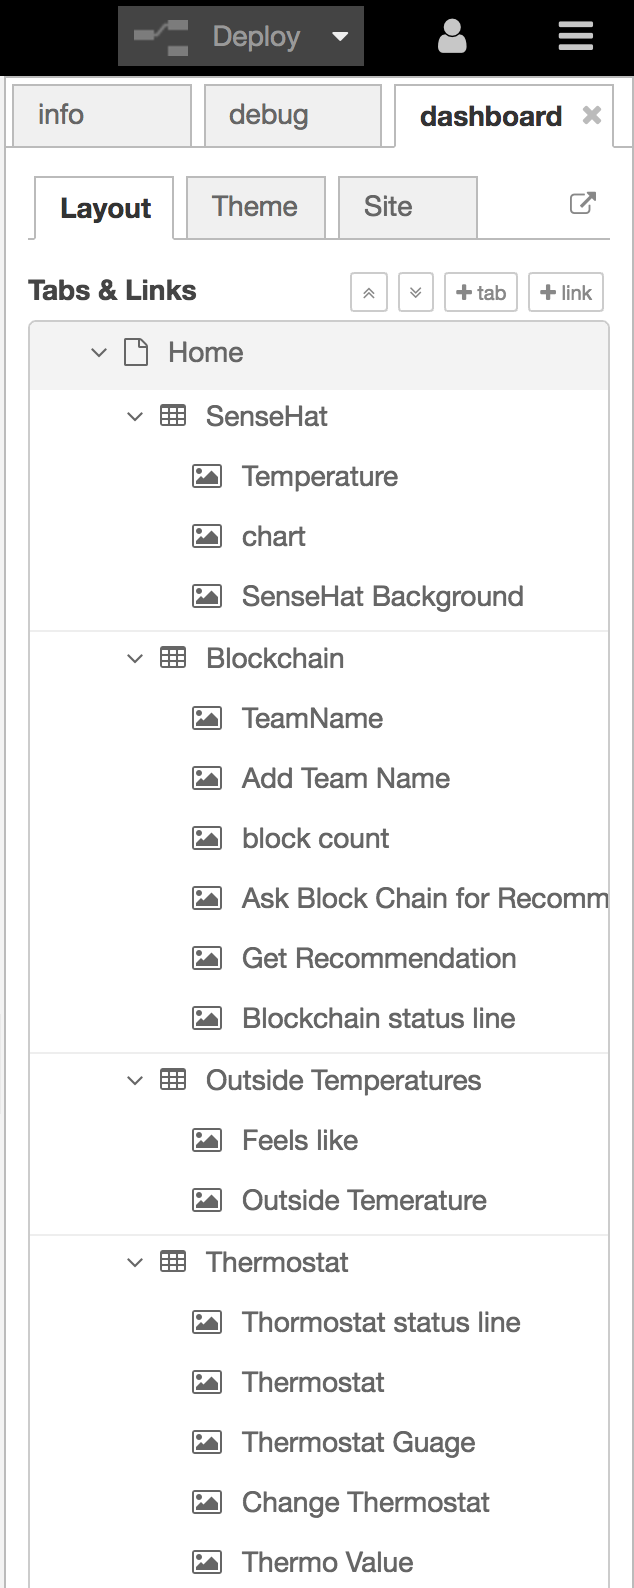 Deploy
info
debug
dashboard
Layout
Theme
Site
Tabs & Links
tab
link
Home
SenseHat
Temperature
chart
SenseHat Background
Blockchain
TeamName
Add Team Name
block count
Ask Block Chain for Recomm
Get Recommendation
Blockchain status line
Outside Temperatures
Feels like
Outside Temerature
Thermostat
Thormostat status line
Thermostat
Thermostat Guage
Change Thermostat
Thermo Value